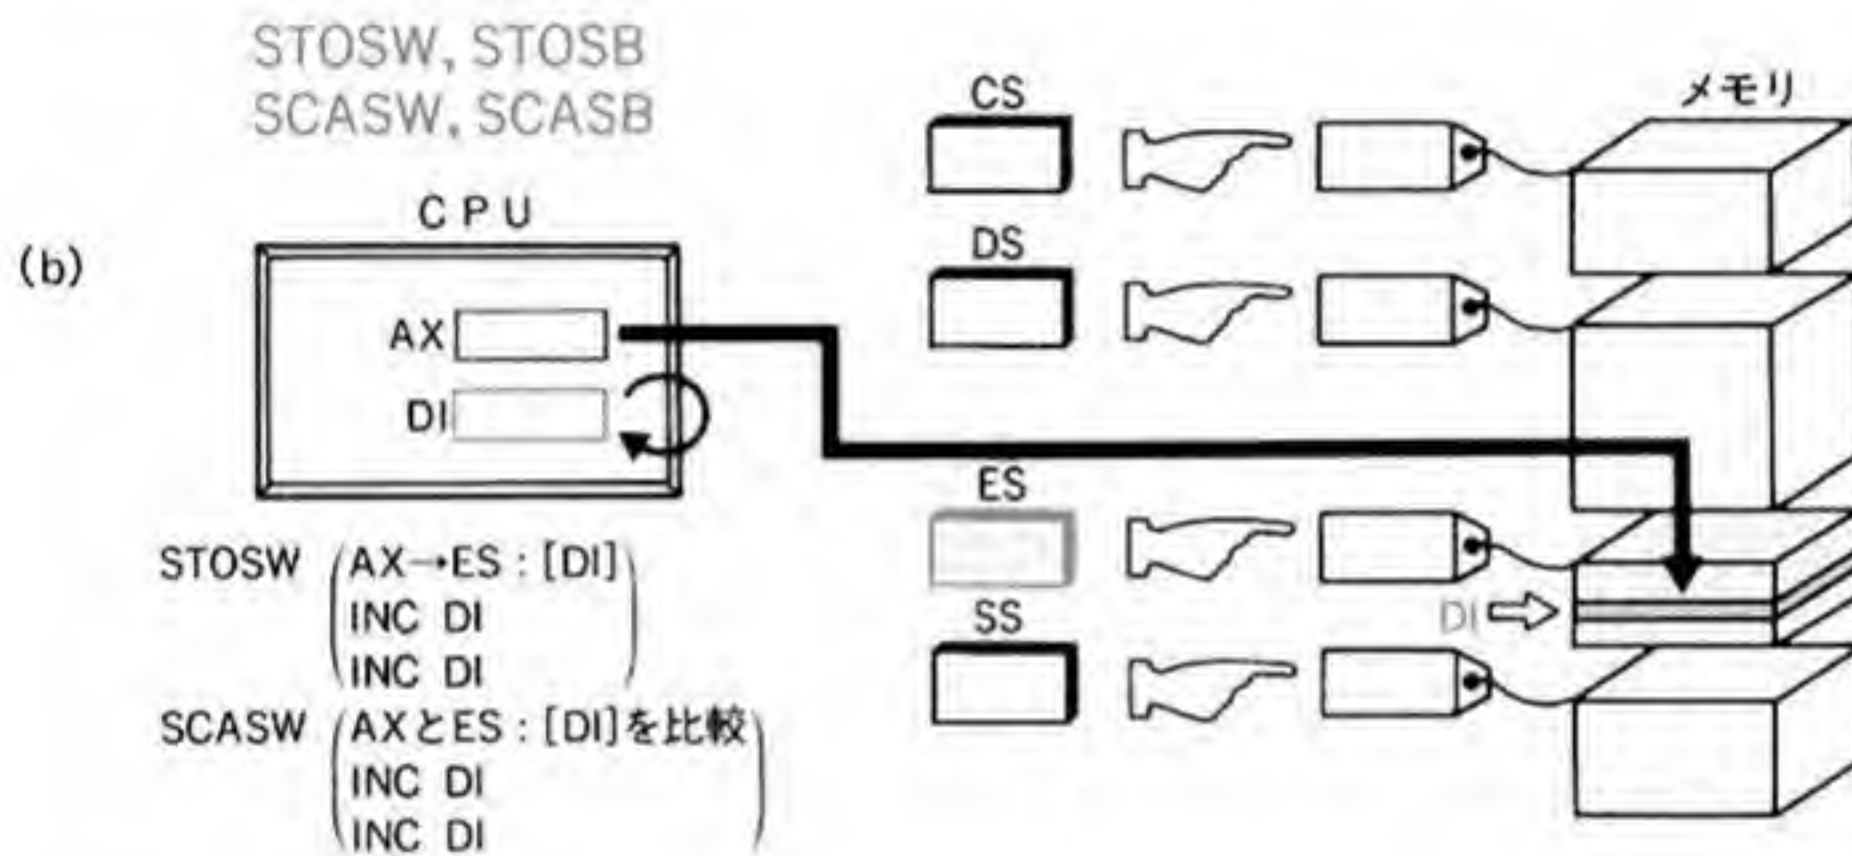 STOSW, STOSB
SCASW, SCASB
(b)
CPU
AX
DI
STOSW (AX→ES:[DI]
INC DI
INC DI)
SCASW (AXとES:[DI]を比較
INC DI
INC DI)
CS
DS
ES
SS
メモリ
DI